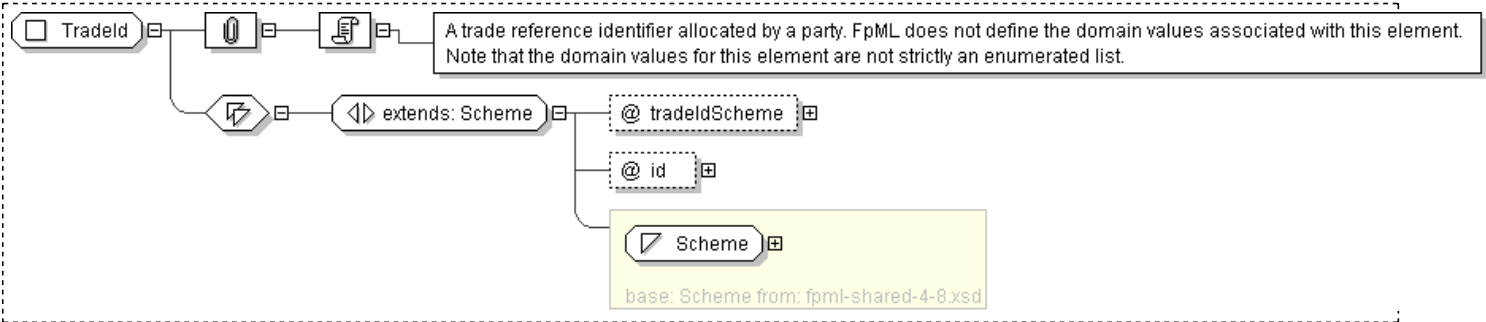 TradeId
A trade reference identifier allocated by a party. FpML does not define the domain values associated with this element.
Note that the domain values for this element are not strictly an enumerated list.
extends: Scheme
@ tradeIdScheme
@ id
Scheme
base: Scheme from: fpml-shared-4-8.xsd